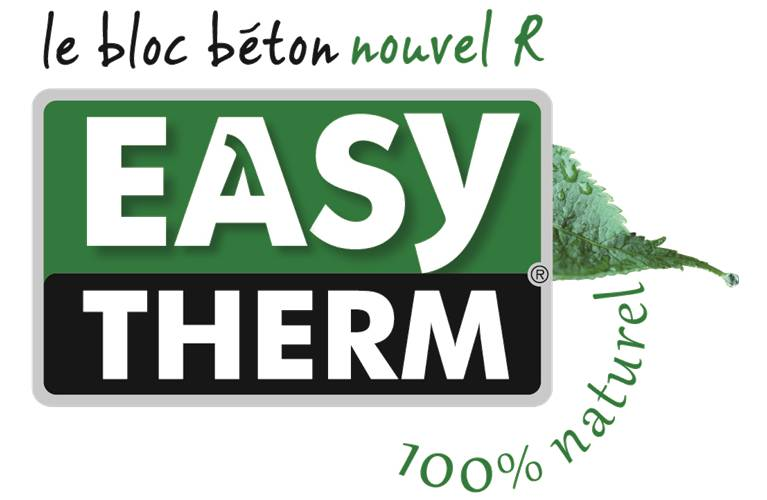 le bloc béton nouvel R
EASY
THERM®
100% naturel